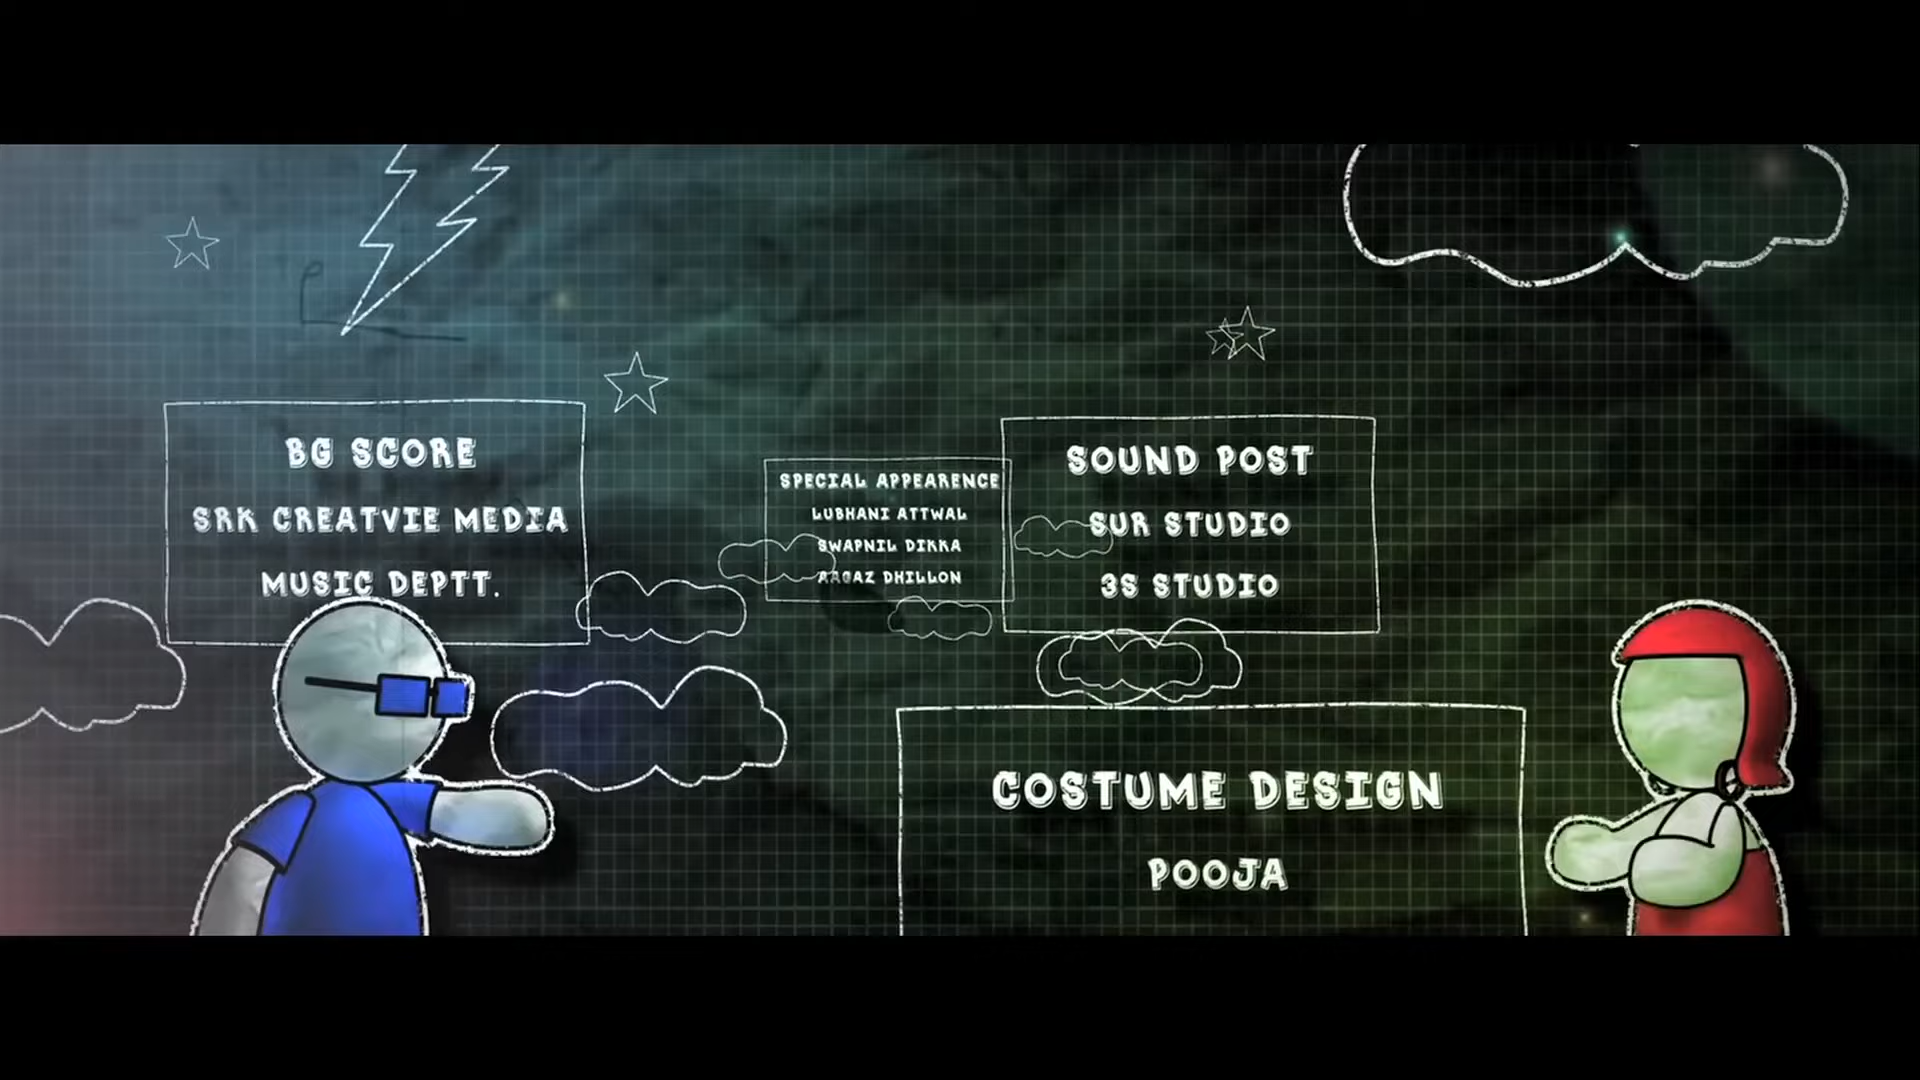 BG SCORE
SRK CREATVIE MEDIA
MUSIC DEPTT.
SPECIAL APPEARENCE
LUBHANI ATTWAL
SWAPNIL DIKKA
AAGAZ DHILLON
SOUND POST
SUR STUDIO
3S STUDIO
COSTUME DESIGN
POOJA